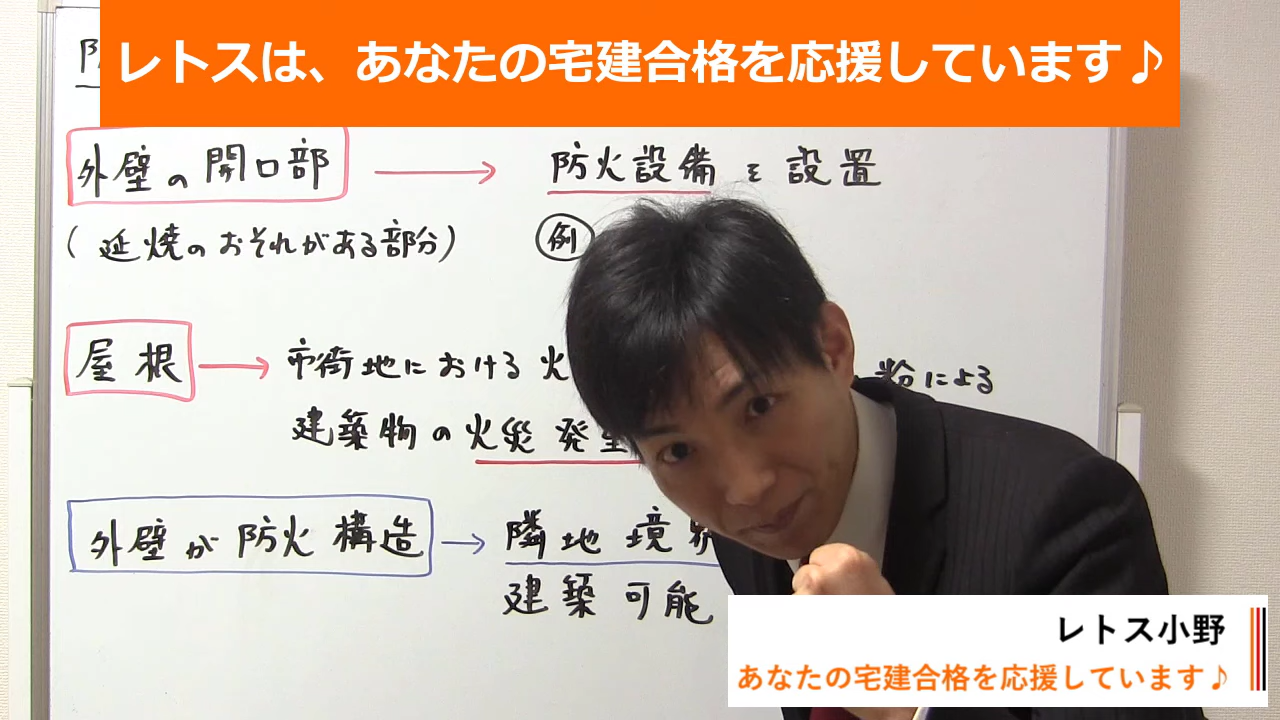 レトスは、あなたの宅建合格を応援しています♪
外壁の開口部 → 防火設備を設置
(延焼のおそれがある部分) 例
屋根 → 市街地における火 粉による
建築物の火災発生
外壁が防火構造 → 隣地境界
建築可能
レトス小野
あなたの宅建合格を応援しています♪